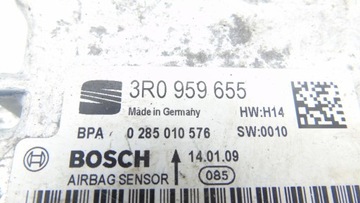 3R0 959 655
Made in Germany HW:H14
BPA 0 285 010 576 SW:0010
BOSCH 14.01.09
AIRBAG SENSOR 085